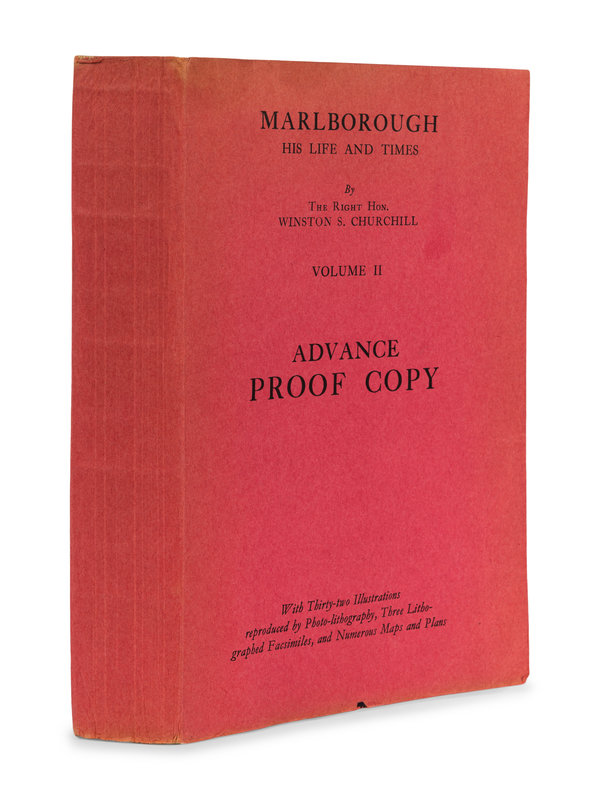 MARLBOROUGH
HIS LIFE AND TIMES
By
THE RIGHT HON.
WINSTON S. CHURCHILL
VOLUME II
ADVANCE
PROOF COPY
With Thirty-two Illustrations
reproduced by Photo-lithography, Three Litho-
graphed Facsimiles, and Numerous Maps and Plans